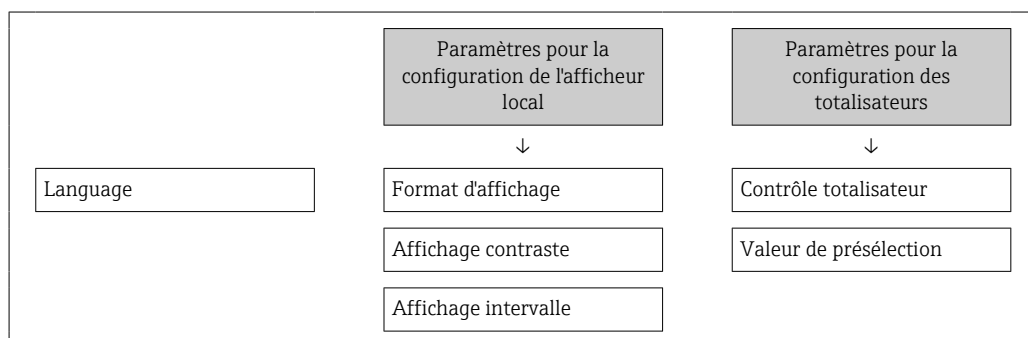 Paramètres pour la
configuration de l'afficheur
local
Paramètres pour la
configuration des
totalisateurs
↓
↓
Language
Format d'affichage
Contrôle totalisateur
Affichage contraste
Valeur de présélection
Affichage intervalle